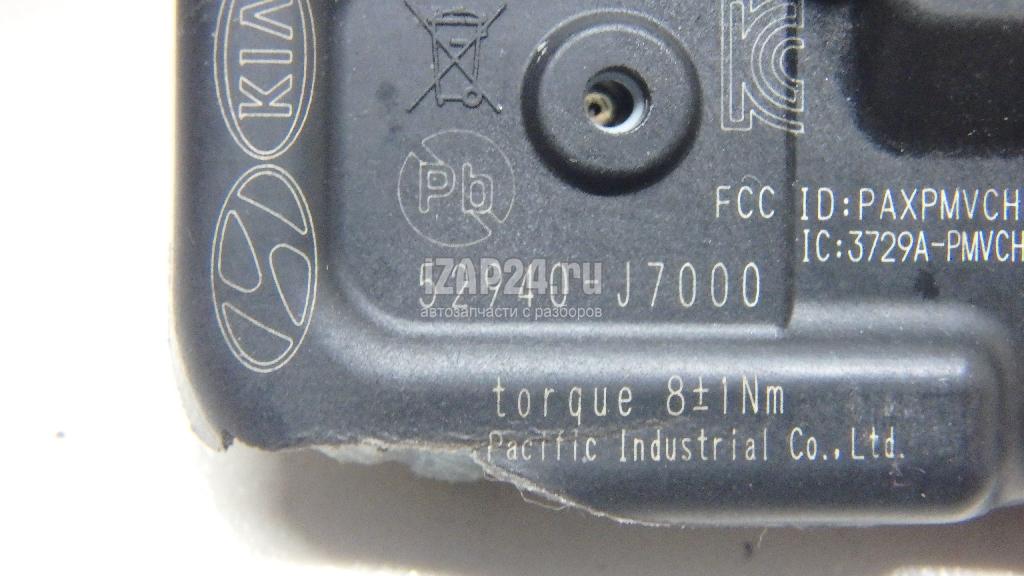 KIA
Pb
FCC ID:PAXPMVCH
IC:3729A-PMVCH
52940-J7000
iZAP24.ru
автозапчасти с разборов
torque 8±1Nm
Pacific Industrial Co.,Ltd.